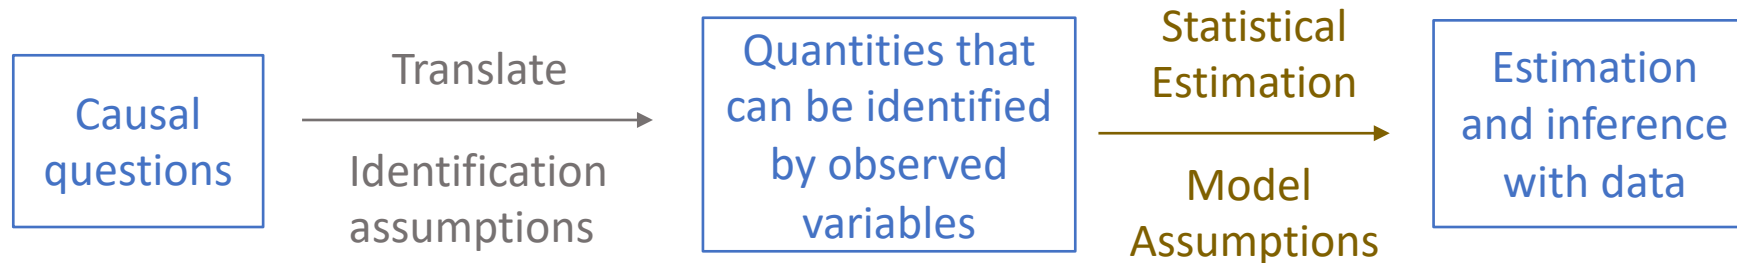 Causal
questions
Translate
Identification
assumptions
Quantities that
can be identified
by observed
variables
Statistical
Estimation
Model
Assumptions
Estimation
and inference
with data